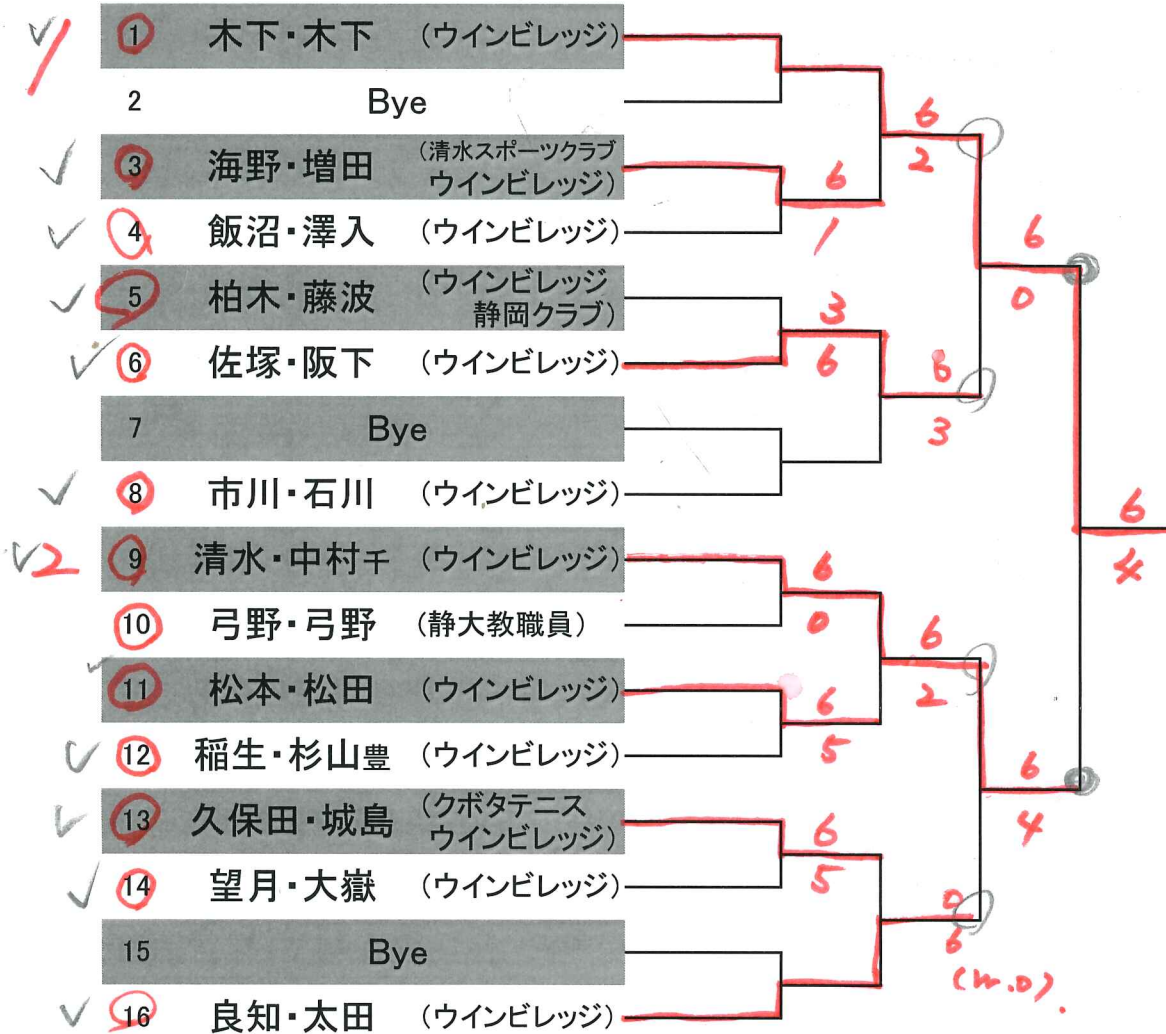 1 1 木下・木下 (ウインビレッジ)
2 Bye
3 海野・増田 (清水スポーツクラブ
ウインビレッジ)
4 飯沼・澤入 (ウインビレッジ)
5 柏木・藤波 (ウインビレッジ
静岡クラブ)
6 佐塚・阪下 (ウインビレッジ)
7 Bye
8 市川・石川 (ウインビレッジ)
2 9 清水・中村千 (ウインビレッジ)
10 弓野・弓野 (静大教職員)
11 松本・松田 (ウインビレッジ)
12 稲生・杉山豊 (ウインビレッジ)
13 久保田・城島 (クボタテニス
ウインビレッジ)
14 望月・大嶽 (ウインビレッジ)
15 Bye
16 良知・太田 (ウインビレッジ)
6
1
3
6
6
0
6
5
6
5
6
2
6
3
6
2
0
6
(W.O).
6
0
6
4
6
4